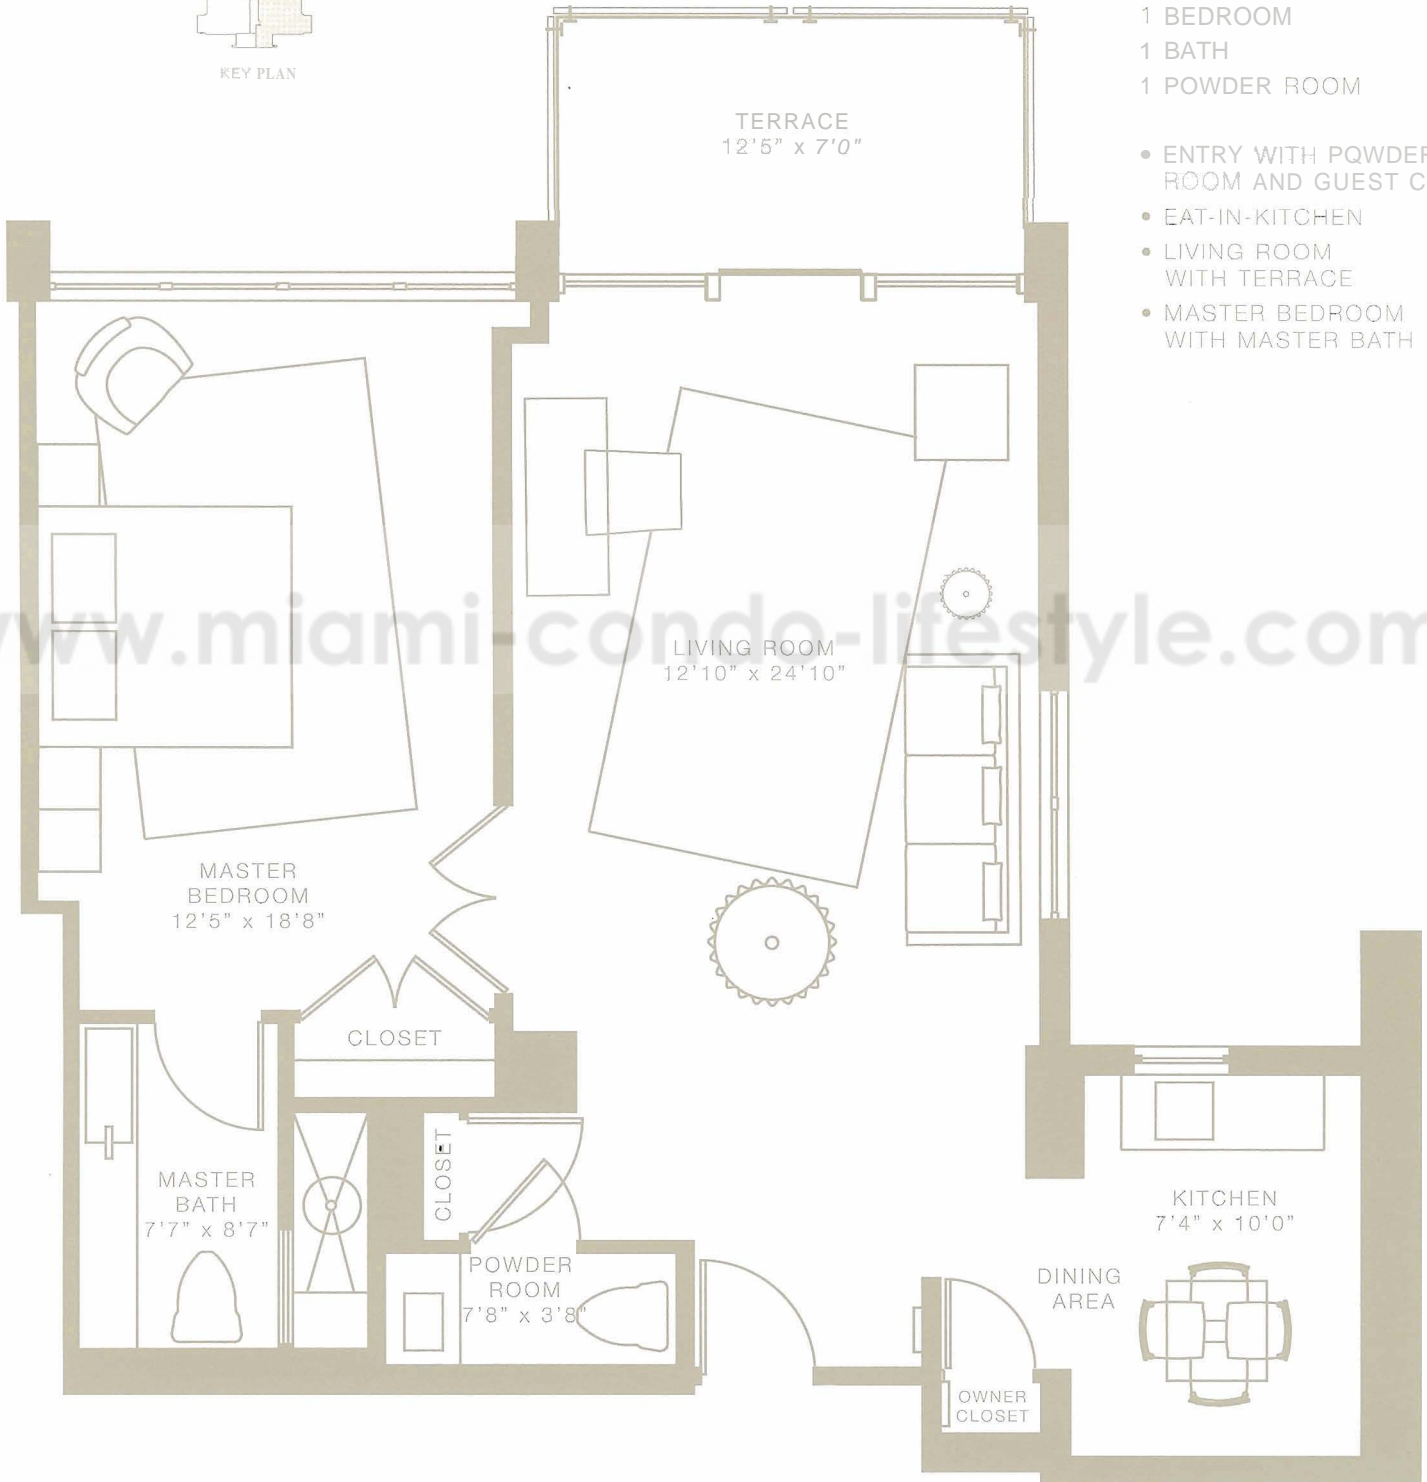 KEY PLAN
1 BEDROOM
1 BATH
1 POWDER ROOM
• ENTRY WITH PQWDER
ROOM AND GUEST C
• EAT-IN-KITCHEN
• LIVING ROOM
WITH TERRACE
• MASTER BEDROOM
WITH MASTER BATH
TERRACE
12'5" x 7'0"
www.miami-condo-lifestyle.com
LIVING ROOM
12'10" x 24'10"
MASTER
BEDROOM
12'5" x 18'8"
CLOSET
CLOSET
MASTER
BATH
7'7" x 8'7"
POWDER
ROOM
7'8" x 3'8"
KITCHEN
7'4" x 10'0"
DINING
AREA
OWNER
CLOSET